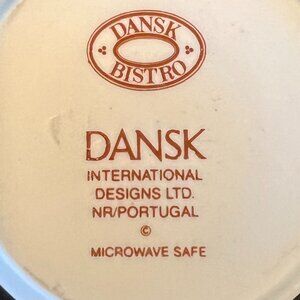 DANSK
BISTRO
DANSK
INTERNATIONAL
DESIGNS LTD.
NR/PORTUGAL
©
MICROWAVE SAFE